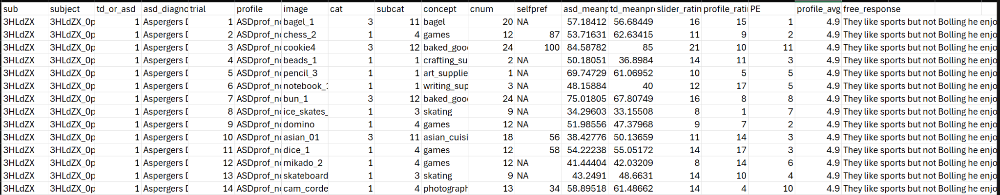 sub subject td_or_asd asd_diagno trial profile image cat subcat concept cnum selfpref asd_meanp td_meanpr slider_ratin profile_rati PE profile_avg free_response
3HLdZX 3HLdZX_0p 1 Aspergers D 1 ASDprof_no bagel_1 3 11 bagel 20 NA 57.18412 56.68449 16 15 1 4.9 They like sports but not Bolling he enjo
3HLdZX 3HLdZX_0p 1 Aspergers D 2 ASDprof_no chess_2 1 4 games 12 87 53.71631 62.63415 11 9 2 4.9 They like sports but not Bolling he enjo
3HLdZX 3HLdZX_0p 1 Aspergers D 3 ASDprof_no cookie4 3 12 baked_goo 24 100 84.58782 85 21 10 11 4.9 They like sports but not Bolling he enjo
3HLdZX 3HLdZX_0p 1 Aspergers D 4 ASDprof_no beads_1 1 1 crafting_su 2 NA 50.18051 36.8984 14 11 3 4.9 They like sports but not Bolling he enjo
3HLdZX 3HLdZX_0p 1 Aspergers D 5 ASDprof_no pencil_3 1 1 art_supplie 1 NA 69.74729 61.06952 10 5 5 4.9 They like sports but not Bolling he enjo
3HLdZX 3HLdZX_0p 1 Aspergers D 6 ASDprof_no notebook_1 1 1 writing_sup 3 NA 48.15884 40 12 17 5 4.9 They like sports but not Bolling he enjo
3HLdZX 3HLdZX_0p 1 Aspergers D 7 ASDprof_no bun_1 3 12 baked_goo 24 NA 75.01805 67.80749 16 8 8 4.9 They like sports but not Bolling he enjo
3HLdZX 3HLdZX_0p 1 Aspergers D 8 ASDprof_no ice_skates_ 1 3 skating 9 NA 34.29603 33.15508 8 1 7 4.9 They like sports but not Bolling he enjo
3HLdZX 3HLdZX_0p 1 Aspergers D 9 ASDprof_no domino 1 4 games 12 NA 51.98556 47.37968 9 7 2 4.9 They like sports but not Bolling he enjo
3HLdZX 3HLdZX_0p 1 Aspergers D 10 ASDprof_no asian_01 3 11 asian_cuisi 18 56 38.42776 50.13659 11 14 3 4.9 They like sports but not Bolling he enjo
3HLdZX 3HLdZX_0p 1 Aspergers D 11 ASDprof_no dice_1 1 4 games 12 58 54.22238 55.05172 14 17 3 4.9 They like sports but not Bolling he enjo
3HLdZX 3HLdZX_0p 1 Aspergers D 12 ASDprof_no mikado_2 1 4 games 12 NA 41.44404 42.03209 8 14 6 4.9 They like sports but not Bolling he enjo
3HLdZX 3HLdZX_0p 1 Aspergers D 13 ASDprof_no skateboard 1 3 skating 9 NA 43.2491 48.6631 14 10 4 4.9 They like sports but not Bolling he enjo
3HLdZX 3HLdZX_0p 1 Aspergers D 14 ASDprof_no cam_corde 1 4 photograph 13 34 58.89518 61.48662 14 4 10 4.9 They like sports but not Bolling he enjo